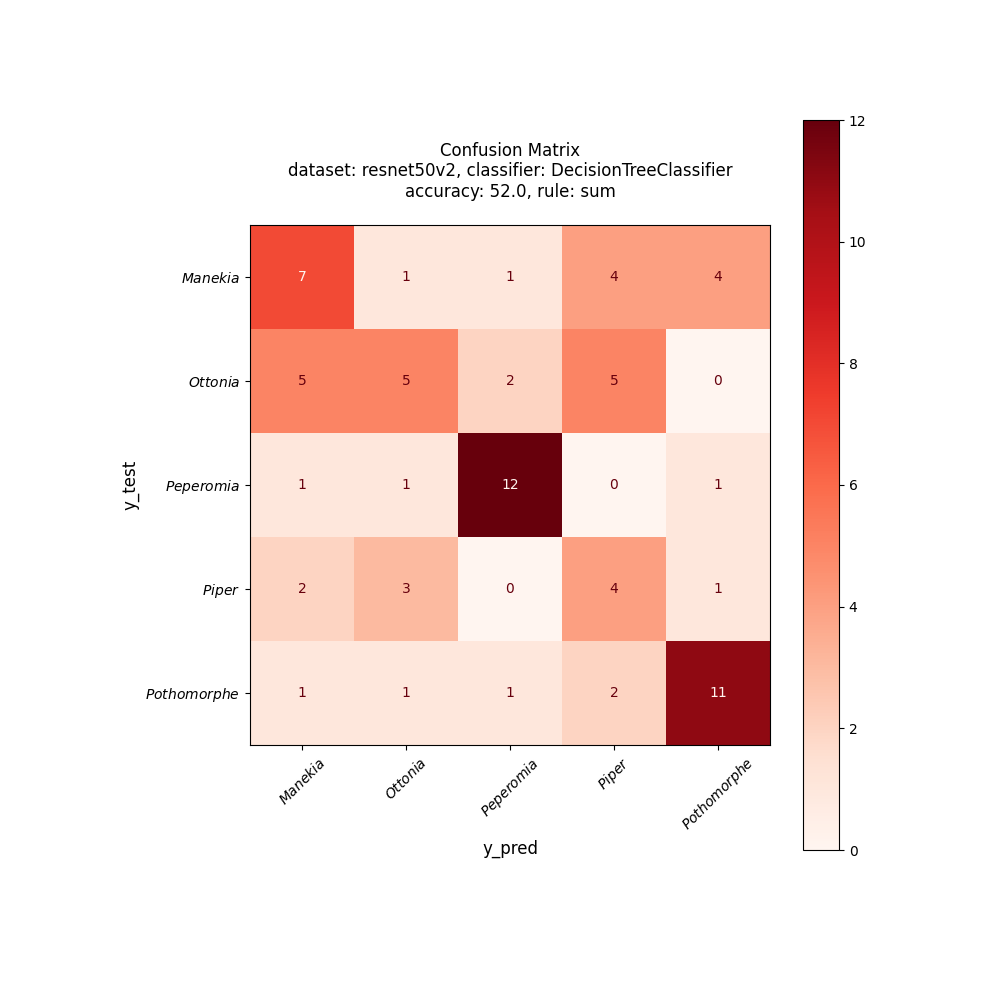 Confusion Matrix
dataset: resnet50v2, classifier: DecisionTreeClassifier
accuracy: 52.0, rule: sum
y_test
Manekia 7 1 1 4 4
Ottonia 5 5 2 5 0
Peperomia 1 1 12 0 1
Piper 2 3 0 4 1
Pothomorphe 1 1 1 2 11
Manekia Ottonia Peperomia Piper Pothomorphe
y_pred
12
10
8
6
4
2
0